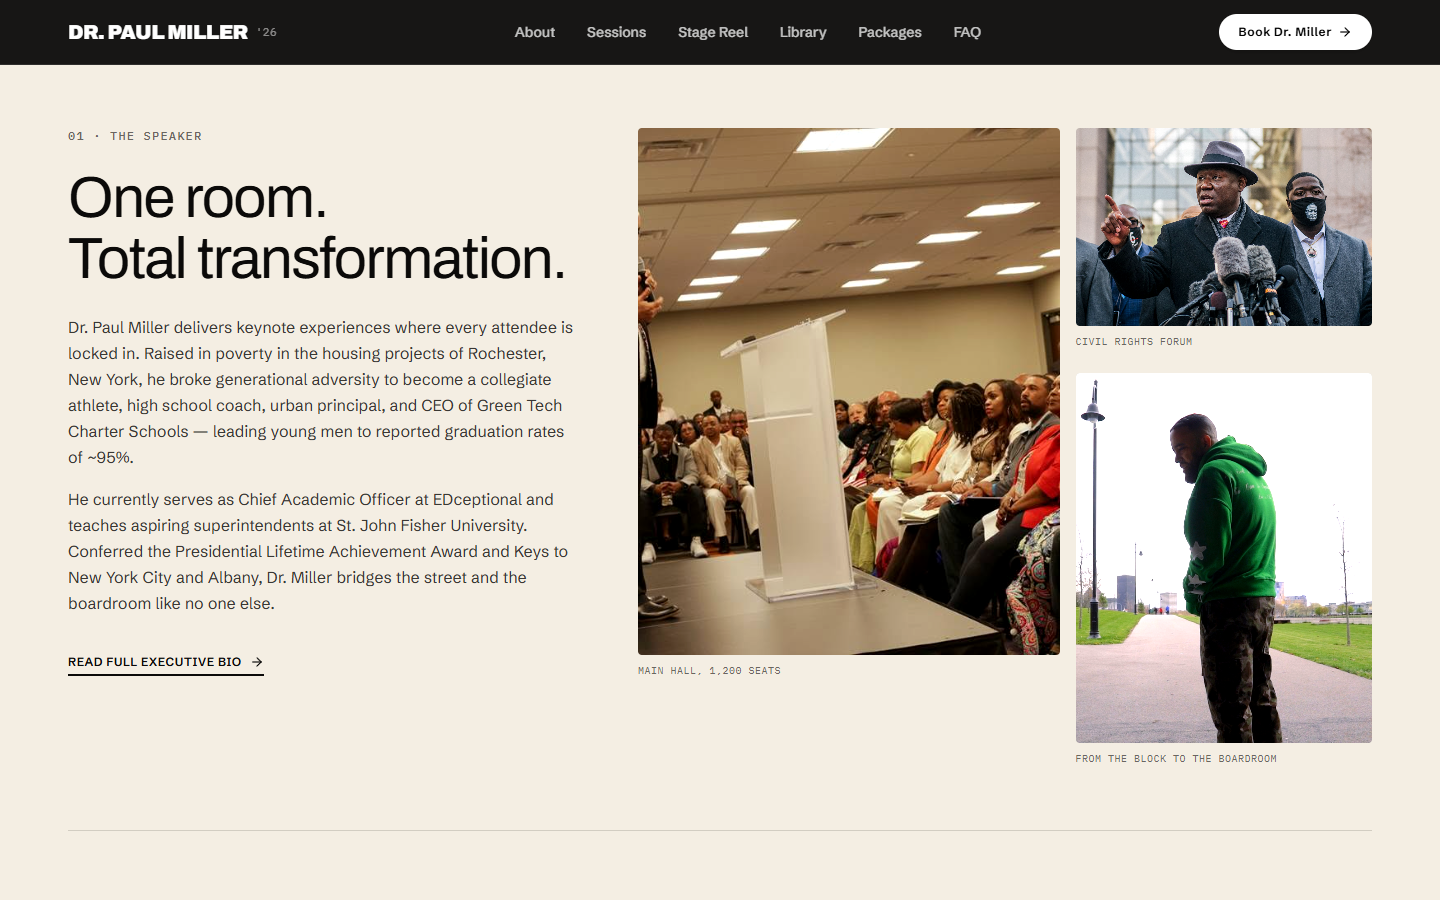 DR. PAUL MILLER '26
About Sessions Stage Reel Library Packages FAQ
Book Dr. Miller →
01 · THE SPEAKER
One room.
Total transformation.
Dr. Paul Miller delivers keynote experiences where every attendee is
locked in. Raised in poverty in the housing projects of Rochester,
New York, he broke generational adversity to become a collegiate
athlete, high school coach, urban principal, and CEO of Green Tech
Charter Schools — leading young men to reported graduation rates
of ~95%.
He currently serves as Chief Academic Officer at EDceptional and
teaches aspiring superintendents at St. John Fisher University.
Conferred the Presidential Lifetime Achievement Award and Keys to
New York City and Albany, Dr. Miller bridges the street and the
boardroom like no one else.
READ FULL EXECUTIVE BIO →
MAIN HALL, 1,200 SEATS
CIVIL RIGHTS FORUM
FROM THE BLOCK TO THE BOARDROOM